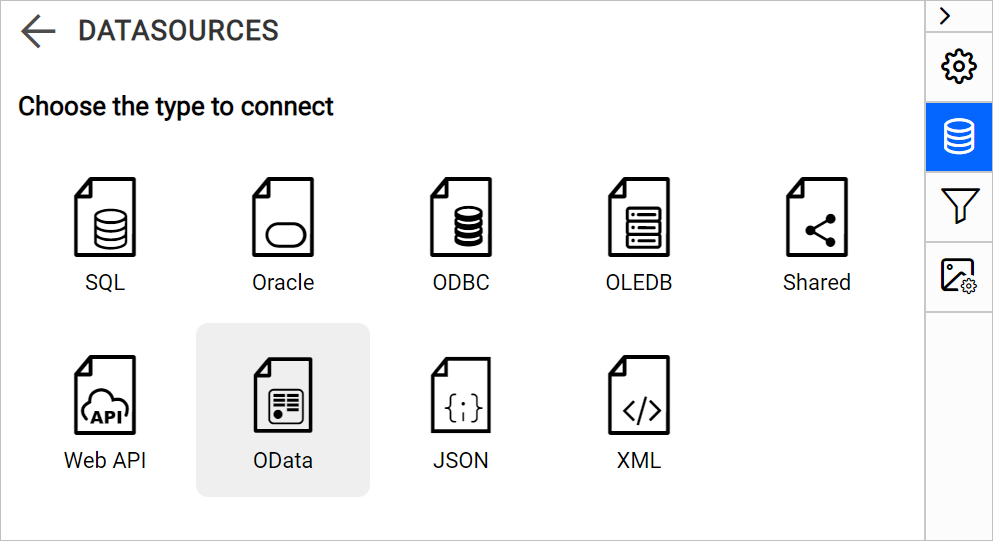 DATASOURCES
Choose the type to connect
SQL
Oracle
ODBC
OLEDB
Shared
API
Web API
OData
JSON
XML